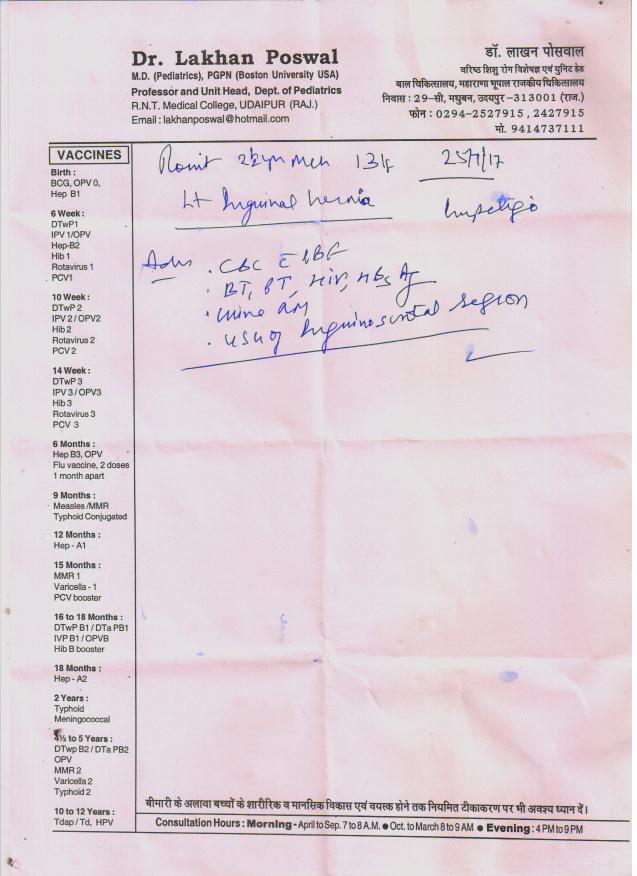 Dr. Lakhan Poswal
M.D. (Pediatrics), PGPN (Boston University USA)
Professor and Unit Head, Dept. of Pediatrics
R.N.T. Medical College, UDAIPUR (RAJ.)
Email : lakhanposwal@hotmail.com
डॉ. लाखन पोसवाल
वरिष्ठ शिशु रोग विशेषज्ञ एवं युनिट हेड
बाल चिकित्सालय, महाराणा भूपाल राजकीय चिकित्सालय
निवास : 29-सी, मधुबन, उदयपुर-313001 (राज.)
फोन : 0294-2527915, 2427915
मो. 9414737111
VACCINES
Birth :
BCG, OPV 0,
Hep B1
6 Week :
DTwP1
IPV 1/OPV
Hep-B2
Hib 1
Rotavirus 1
PCV1
10 Week :
DTwP 2
IPV 2 / OPV2
Hib 2
Rotavirus 2
PCV 2
14 Week :
DTwP 3
IPV 3 / OPV3
Hib 3
Rotavirus 3
PCV 3
6 Months :
Hep B3, OPV
Flu vaccine, 2 doses
1 month apart
9 Months :
Measles /MMR
Typhoid Conjugated
12 Months :
Hep - A1
15 Months :
MMR 1
Varicella - 1
PCV booster
16 to 18 Months :
DTwP B1 / DTa PB1
IVP B1 / OPVB
Hib B booster
18 Months :
Hep - A2
2 Years :
Typhoid
Meningococcal
4½ to 5 Years :
DTwp B2 / DTa PB2
OPV
MMR 2
Varicella 2
Typhoid 2
10 to 12 Years :
Tdap / Td, HPV
25/7/17
Lt Inguinal hernia
Impetigo
Adv . CBC
. BT, PT, HIV, HBs Ag
. Urine
. USG of Inguinoscrotal region
बीमारी के अलावा बच्चों के शारीरिक व मानसिक विकास एवं वयस्क होने तक नियमित टीकाकरण पर भी अवश्य ध्यान दें।
Consultation Hours : Morning - April to Sep. 7 to 8 A.M. ● Oct. to March 8 to 9 AM ● Evening : 4 PM to 9 PM